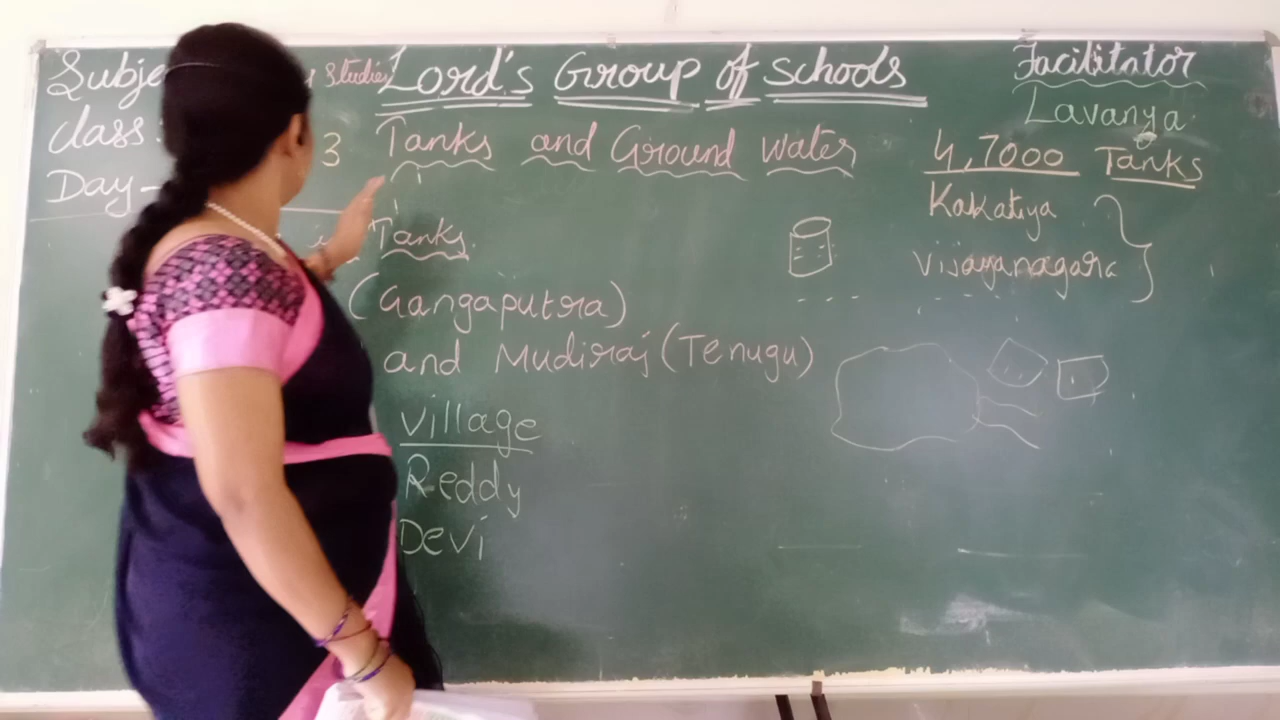 Lord's Group of schools
Studies
Class:
Day-
3
Tanks and Ground water
Tanks
(Gangaputra)
and Mudiraj (Tenugu)
village
Reddy
Devi
Facilitator
Lavanya
4,7000 Tanks
Kakatiya
vijayanagara